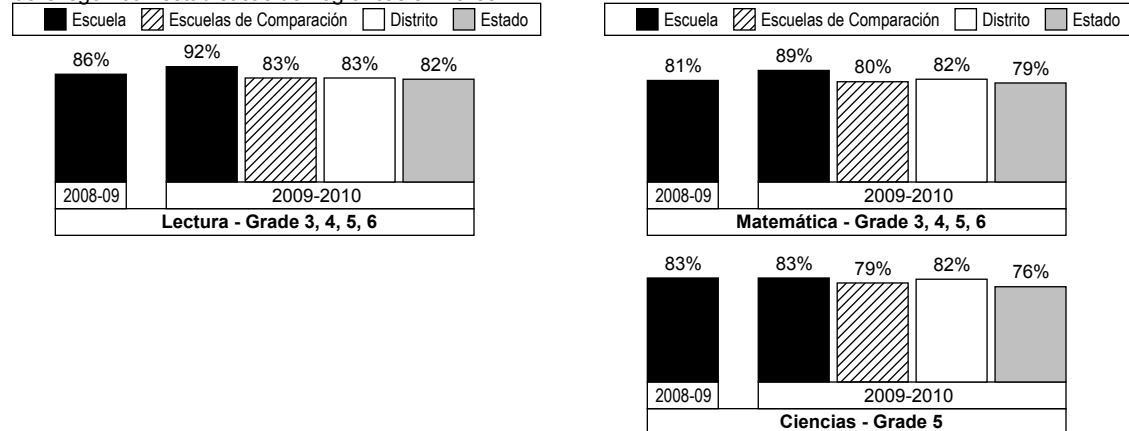 Escuela Escuelas de Comparación Distrito Estado
86% 92% 83% 83% 82%
2008-09 2009-2010
Lectura - Grade 3, 4, 5, 6
Escuela Escuelas de Comparación Distrito Estado
81% 89% 80% 82% 79%
2008-09 2009-2010
Matemática - Grade 3, 4, 5, 6
83% 83% 79% 82% 76%
2008-09 2009-2010
Ciencias - Grade 5